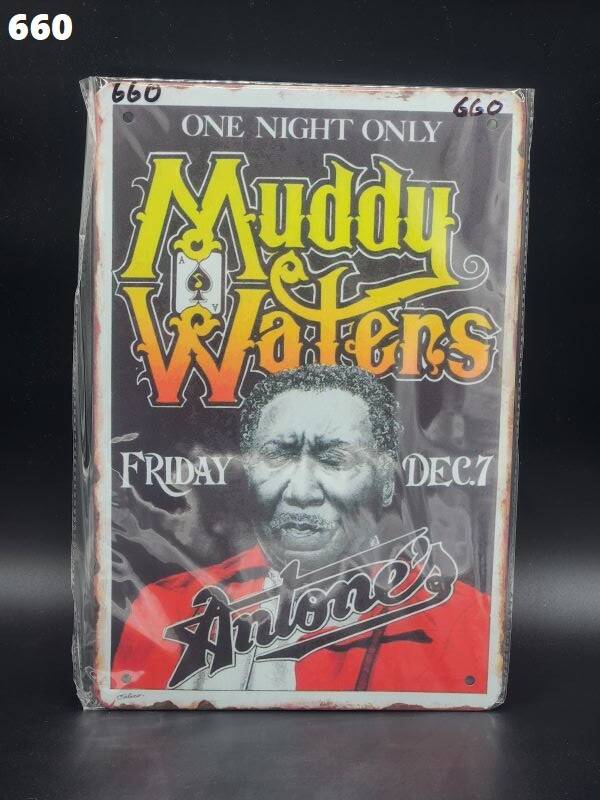 660
660 660
ONE NIGHT ONLY
Muddy
A
A
Waters
FRIDAY DEC.7
Antone's